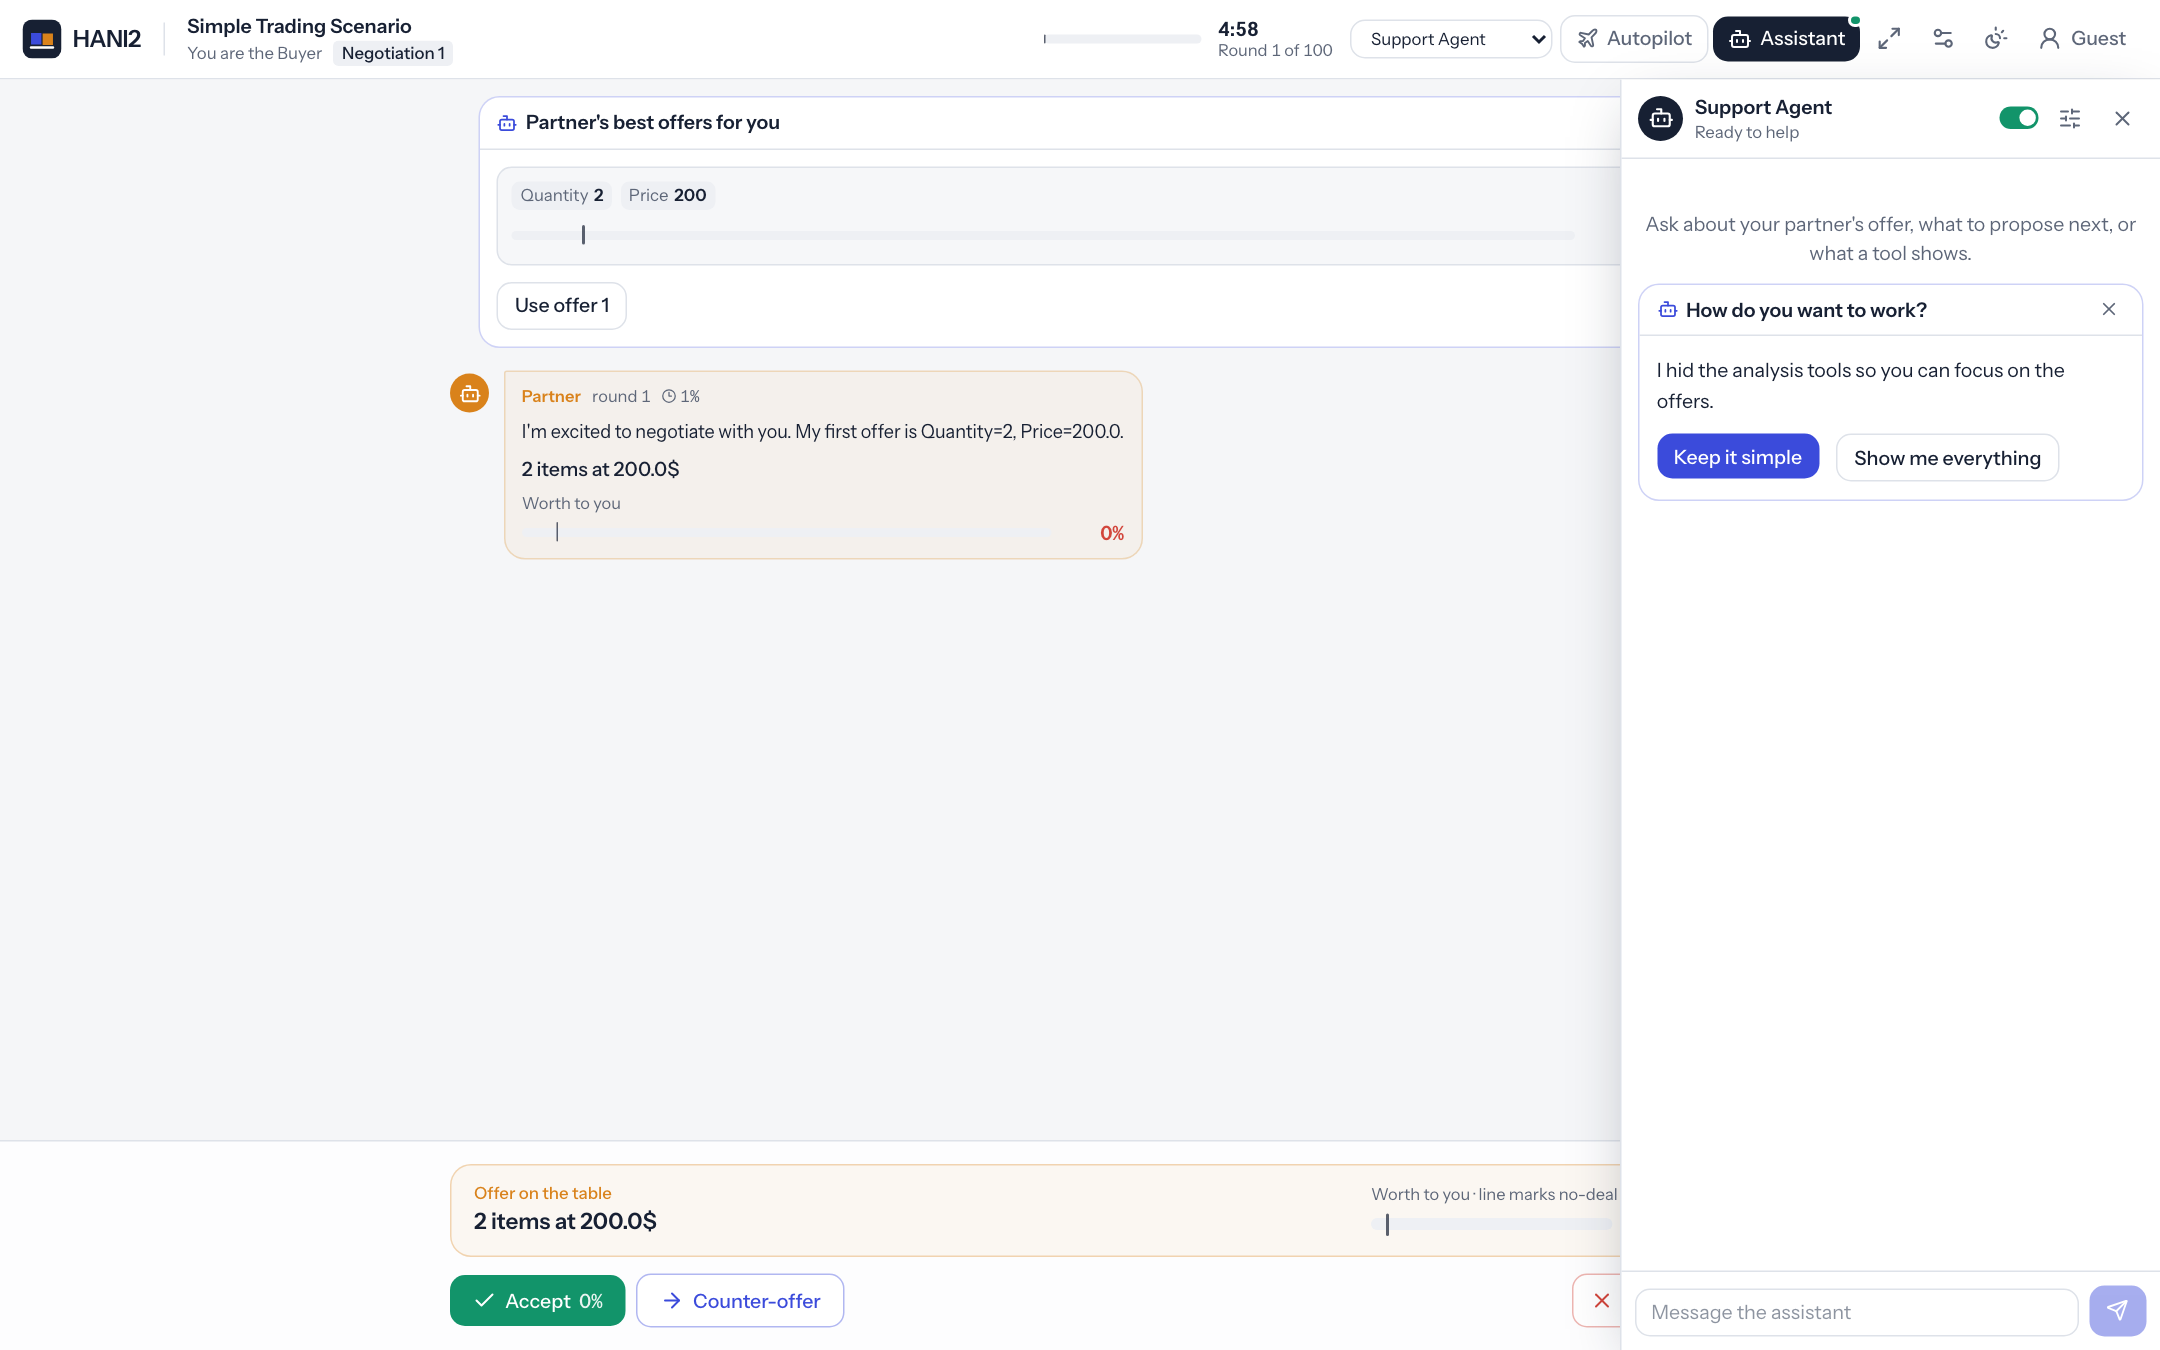 HANI2
Simple Trading Scenario
You are the Buyer Negotiation 1
4:58
Round 1 of 100
Support Agent
Autopilot
Assistant
Guest
Partner's best offers for you
Quantity 2 Price 200
Use offer 1
Partner round 1 1%
I'm excited to negotiate with you. My first offer is Quantity=2, Price=200.0.
2 items at 200.0$
Worth to you
0%
Offer on the table
2 items at 200.0$
Worth to you · line marks no-deal
Accept 0%
Counter-offer
Support Agent
Ready to help
Ask about your partner's offer, what to propose next, or
what a tool shows.
How do you want to work?
I hid the analysis tools so you can focus on the
offers.
Keep it simple
Show me everything
Message the assistant